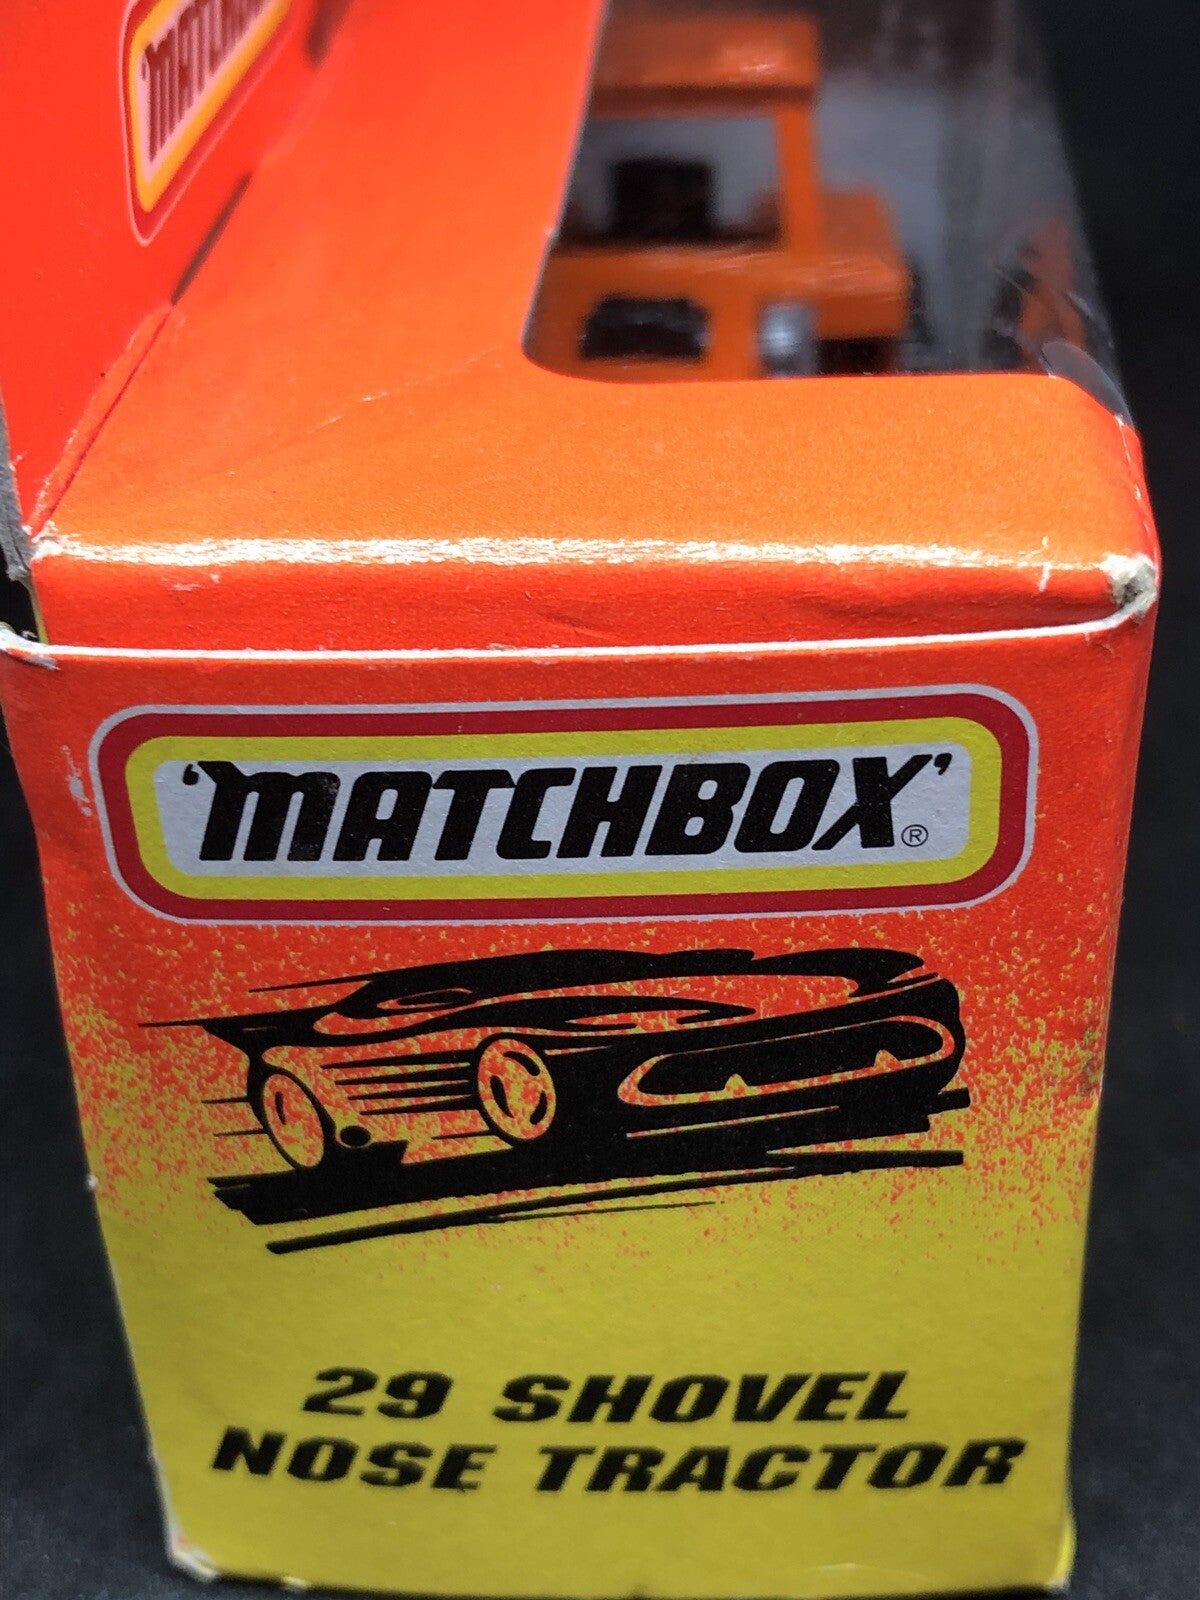 'MATCHBOX'®
29 SHOVEL
NOSE TRACTOR